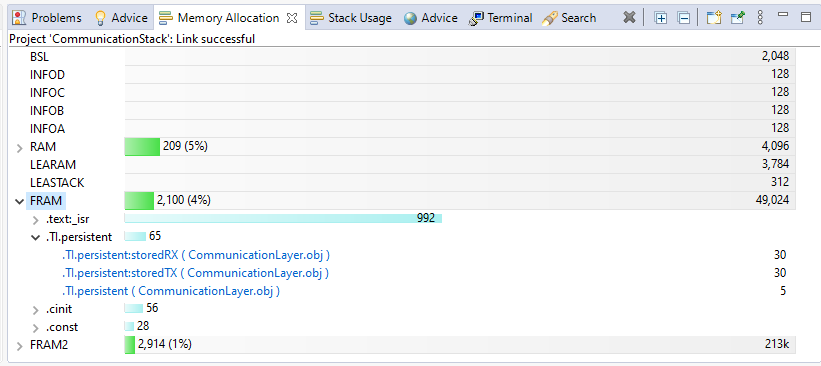 Problems Advice Memory Allocation Stack Usage Advice Terminal Search
Project 'CommunicationStack': Link successful
BSL 2,048
INFOD 128
INFOC 128
INFOB 128
INFOA 128
RAM 209 (5%) 4,096
LEARAM 3,784
LEASTACK 312
FRAM 2,100 (4%) 49,024
.text:_isr 992
.TI.persistent 65
.TI.persistent:storedRX ( CommunicationLayer.obj ) 30
.TI.persistent:storedTX ( CommunicationLayer.obj ) 30
.TI.persistent ( CommunicationLayer.obj ) 5
.cinit 56
.const 28
FRAM2 2,914 (1%) 213k